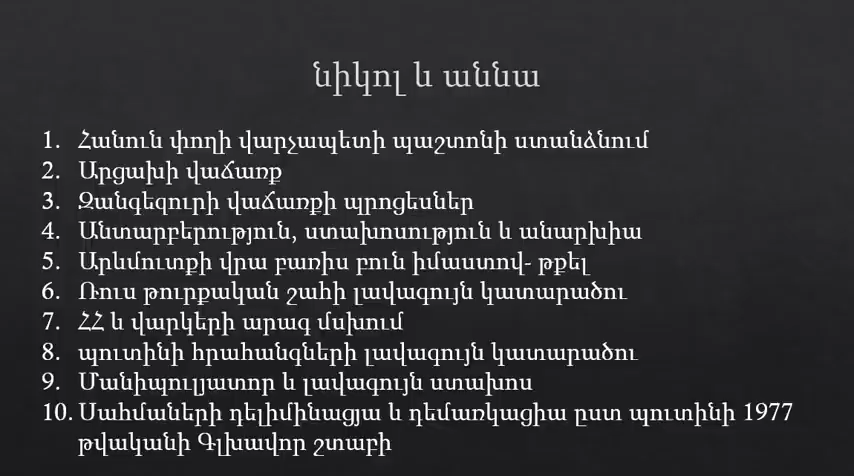 նիկոլ և աննա
1. Հանուն փողի վարչապետի պաշտոնի ստանձնում
2. Արցախի վաճառք
3. Զանգեզուրի վաճառքի պրոցեսներ
4. Անտարբերություն, ստախոսություն և անարխիա
5. Արևմուտքի վրա բառիս բուն իմաստով- թքել
6. Ռուս թուրքական շահի լավագույն կատարածու
7. ՀՀ և վարկերի արագ մսխում
8. պուտինի հրահանգների լավագույն կատարածու
9. Մանիպուլյատոր և լավագույն ստախոս
10. Սահմաների դելիմինացյա և դեմառկացիա ըստ պուտինի 1977
թվականի Գլխավոր շտաբի